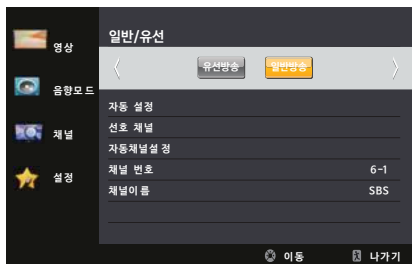 영상
음향모드
채널
설정
일반/유선
유선방송 일반방송
자동 설정
선호 채널
자동채널설정
채널 번호 6-1
채널이름 SBS
이동 나가기